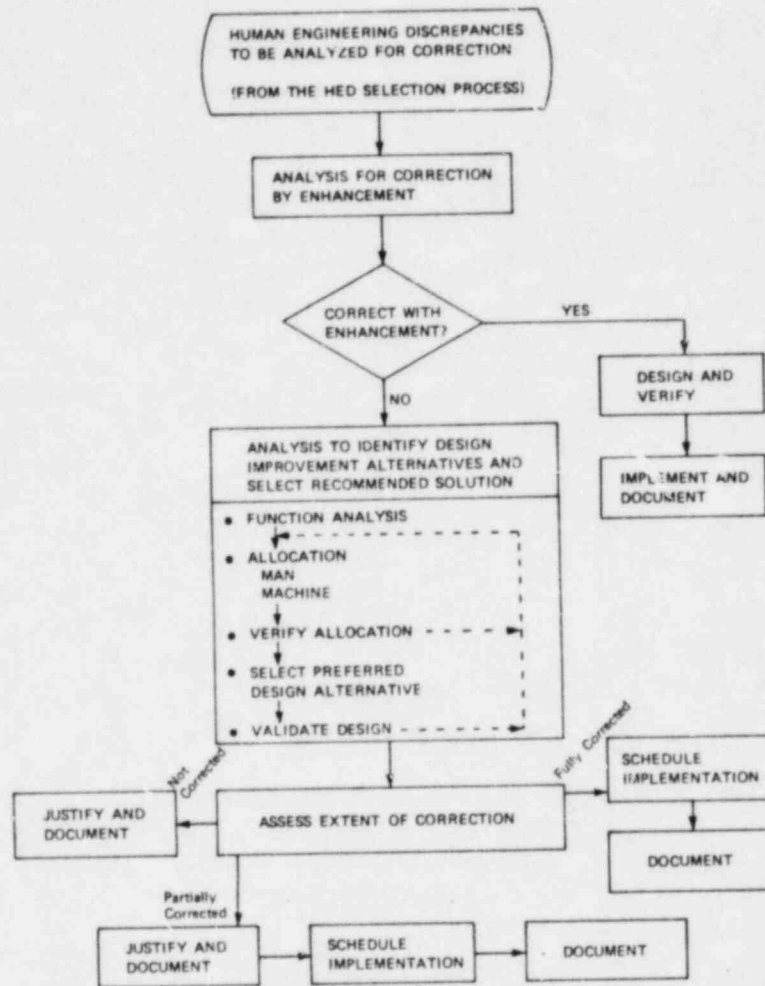 HUMAN ENGINEERING DISCREPANCIES
TO BE ANALYZED FOR CORRECTION
(FROM THE HED SELECTION PROCESS)
ANALYSIS FOR CORRECTION
BY ENHANCEMENT
CORRECT WITH
ENHANCEMENT?
YES
DESIGN AND
VERIFY
NO
IMPLEMENT AND
DOCUMENT
ANALYSIS TO IDENTIFY DESIGN
IMPROVEMENT ALTERNATIVES AND
SELECT RECOMMENDED SOLUTION
• FUNCTION ANALYSIS
• ALLOCATION
MAN
MACHINE
• VERIFY ALLOCATION
• SELECT PREFERRED
DESIGN ALTERNATIVE
• VALIDATE DESIGN
Not
Corrected
Fully Corrected
SCHEDULE
IMPLEMENTATION
JUSTIFY AND
DOCUMENT
ASSESS EXTENT OF CORRECTION
DOCUMENT
Partially
Corrected
JUSTIFY AND
DOCUMENT
SCHEDULE
IMPLEMENTATION
DOCUMENT